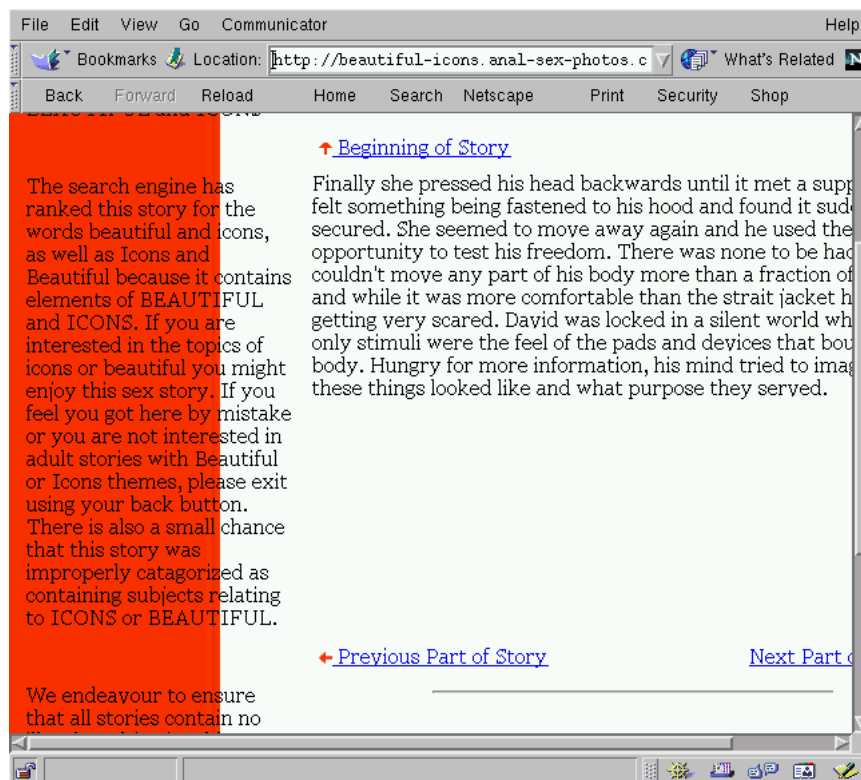 File Edit View Go Communicator Help
Bookmarks Location: http://beautiful-icons.anal-sex-photos.c What's Related
Back Forward Reload Home Search Netscape Print Security Shop
BEAUTIFUL and ICONS
The search engine has
ranked this story for the
words beautiful and icons,
as well as Icons and
Beautiful because it contains
elements of BEAUTIFUL
and ICONS. If you are
interested in the topics of
icons or beautiful you might
enjoy this sex story. If you
feel you got here by mistake
or you are not interested in
adult stories with Beautiful
or Icons themes, please exit
using your back button.
There is also a small chance
that this story was
improperly catagorized as
containing subjects relating
to ICONS or BEAUTIFUL.
We endeavour to ensure
that all stories contain no
Beginning of Story
Finally she pressed his head backwards until it met a supp
felt something being fastened to his hood and found it sud
secured. She seemed to move away again and he used the
opportunity to test his freedom. There was none to be had
couldn't move any part of his body more than a fraction of
and while it was more comfortable than the strait jacket h
getting very scared. David was locked in a silent world wh
only stimuli were the feel of the pads and devices that bou
body. Hungry for more information, his mind tried to imag
these things looked like and what purpose they served.
Previous Part of Story Next Part